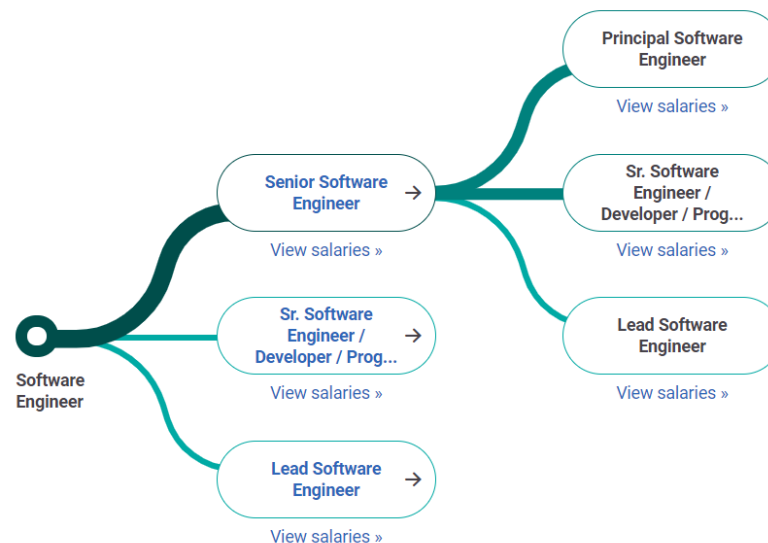 Principal Software
Engineer
View salaries »
Senior Software
Engineer
View salaries »
Sr. Software
Engineer /
Developer / Prog...
View salaries »
Sr. Software
Engineer /
Developer / Prog...
View salaries »
Lead Software
Engineer
View salaries »
Software
Engineer
Lead Software
Engineer
View salaries »